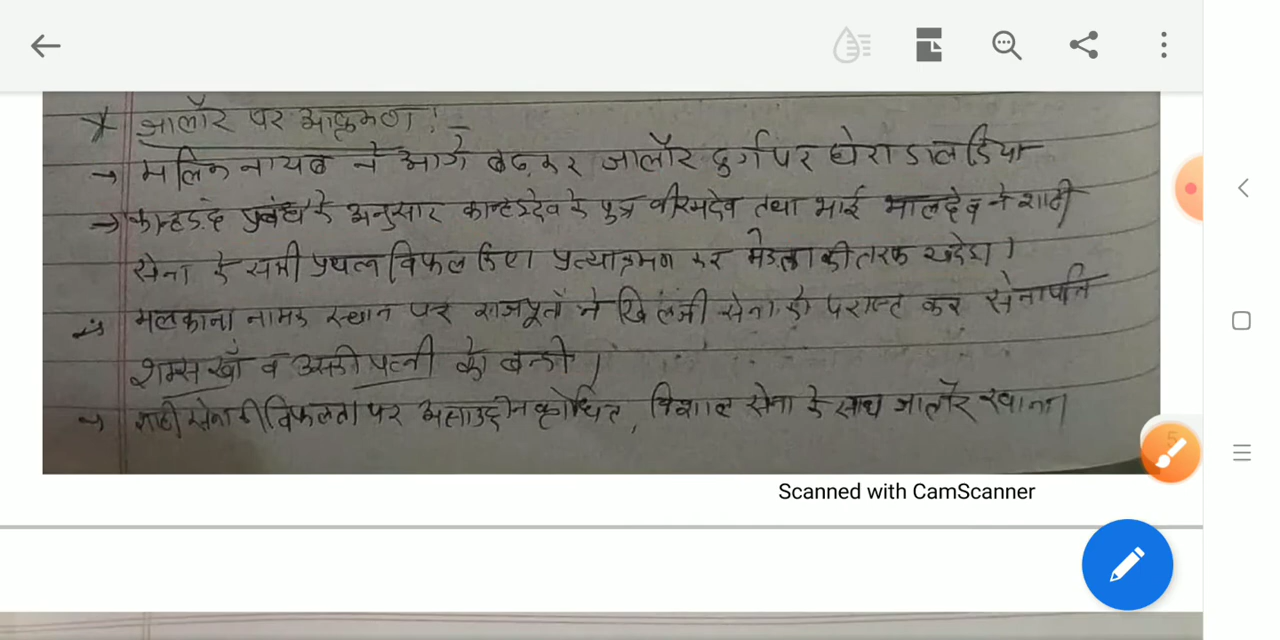 * जालौर पर आक्रमण :-
→ मलिक नायब ने आगे बढ़कर जालौर दुर्ग पर घेरा डाल दिया
→ कान्हड़दे प्रबंध के अनुसार कान्हड़देव के पुत्र वीरमदेव तथा भाई मालदेव ने शाही
सेना के सभी प्रयत्न विफल किए प्रत्याक्रमण कर मेड़ता की तरफ खदेड़ा।
→ मलकाना नामक स्थान पर राजपूतों ने खिलजी सेना को परास्त कर सेनापति
शम्स खाँ व उसकी पत्नी को बन्दी।
→ शाही सेना की विफलता पर अलाउद्दीन क्रोधित, विशाल सेना के साथ जालौर रवाना।
5
Scanned with CamScanner